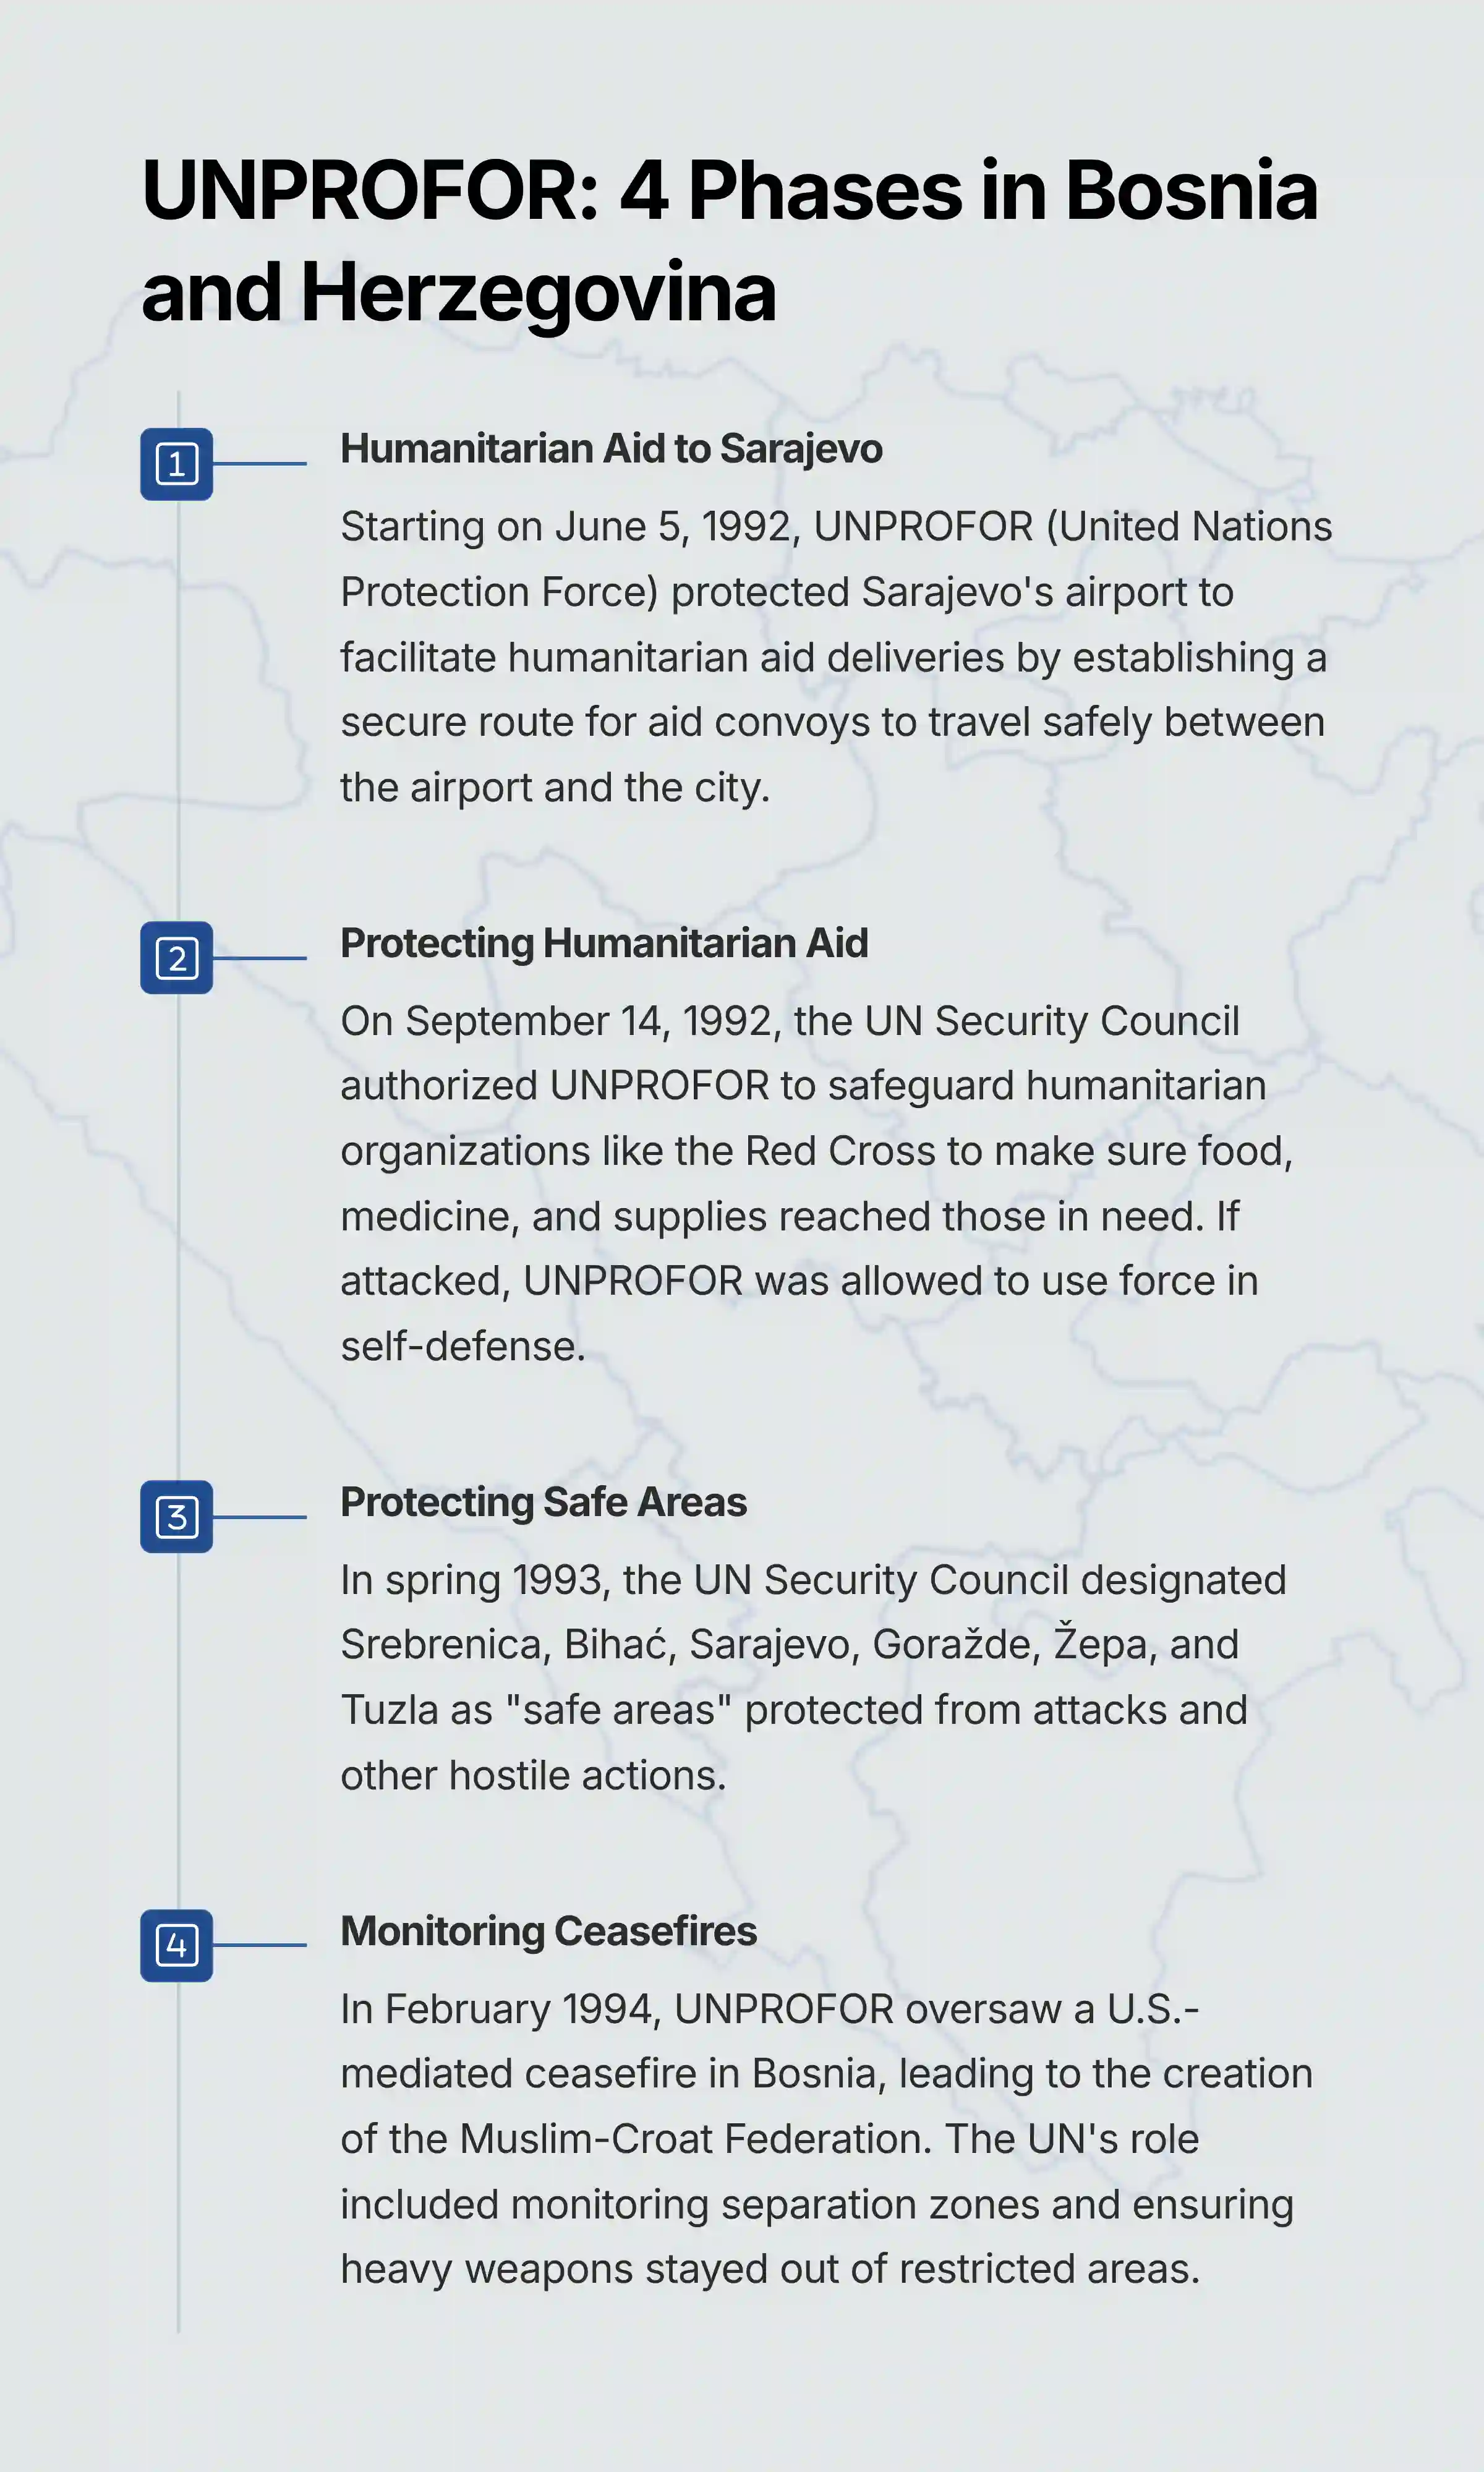 UNPROFOR: 4 Phases in Bosnia
and Herzegovina
1
Humanitarian Aid to Sarajevo
Starting on June 5, 1992, UNPROFOR (United Nations
Protection Force) protected Sarajevo's airport to
facilitate humanitarian aid deliveries by establishing a
secure route for aid convoys to travel safely between
the airport and the city.
2
Protecting Humanitarian Aid
On September 14, 1992, the UN Security Council
authorized UNPROFOR to safeguard humanitarian
organizations like the Red Cross to make sure food,
medicine, and supplies reached those in need. If
attacked, UNPROFOR was allowed to use force in
self-defense.
3
Protecting Safe Areas
In spring 1993, the UN Security Council designated
Srebrenica, Bihać, Sarajevo, Goražde, Žepa, and
Tuzla as "safe areas" protected from attacks and
other hostile actions.
4
Monitoring Ceasefires
In February 1994, UNPROFOR oversaw a U.S.-
mediated ceasefire in Bosnia, leading to the creation
of the Muslim-Croat Federation. The UN's role
included monitoring separation zones and ensuring
heavy weapons stayed out of restricted areas.